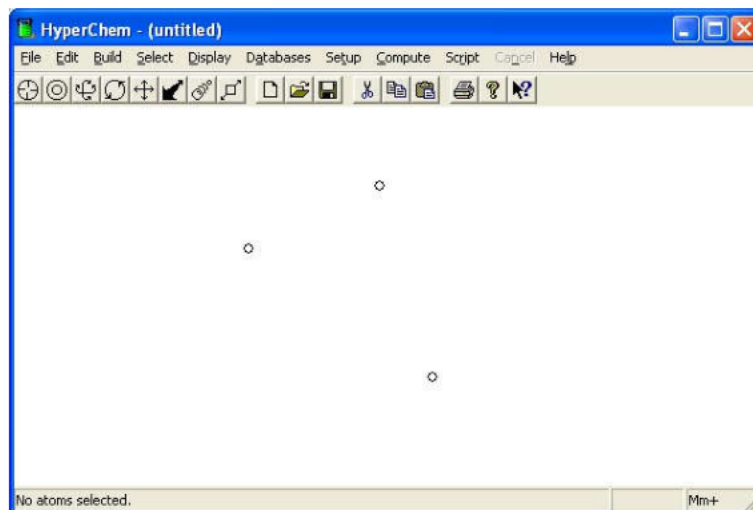 HyperChem - (untitled)
File Edit Build Select Display Databases Setup Compute Script Cancel Help
No atoms selected. Mm+